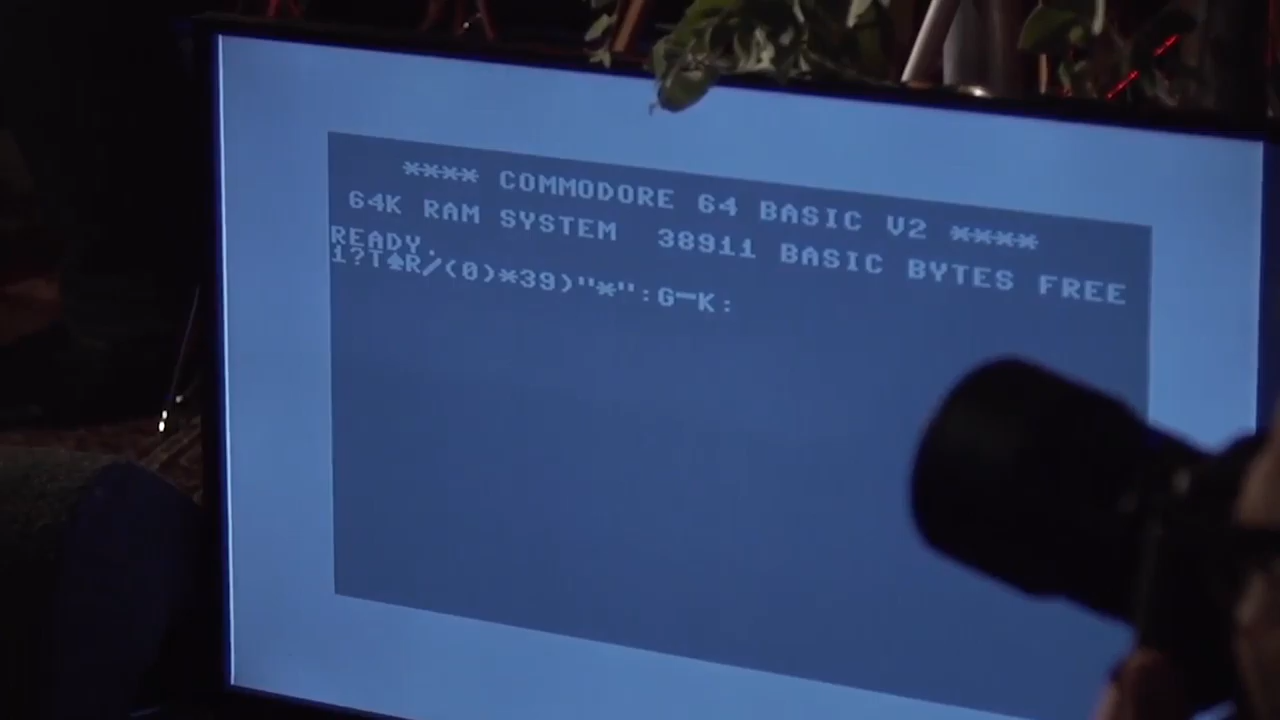 **** COMMODORE 64 BASIC V2 ****
64K RAM SYSTEM  38911 BASIC BYTES FREE
READY.
1?T♠R/(0)*39)"*":G─K: